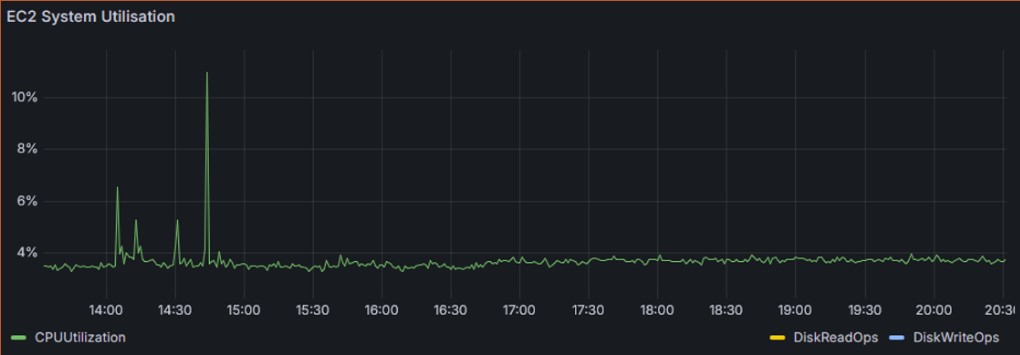 EC2 System Utilisation
10%
8%
6%
4%
14:00 14:30 15:00 15:30 16:00 16:30 17:00 17:30 18:00 18:30 19:00 19:30 20:00
CPUUtilization DiskReadOps DiskWriteOps